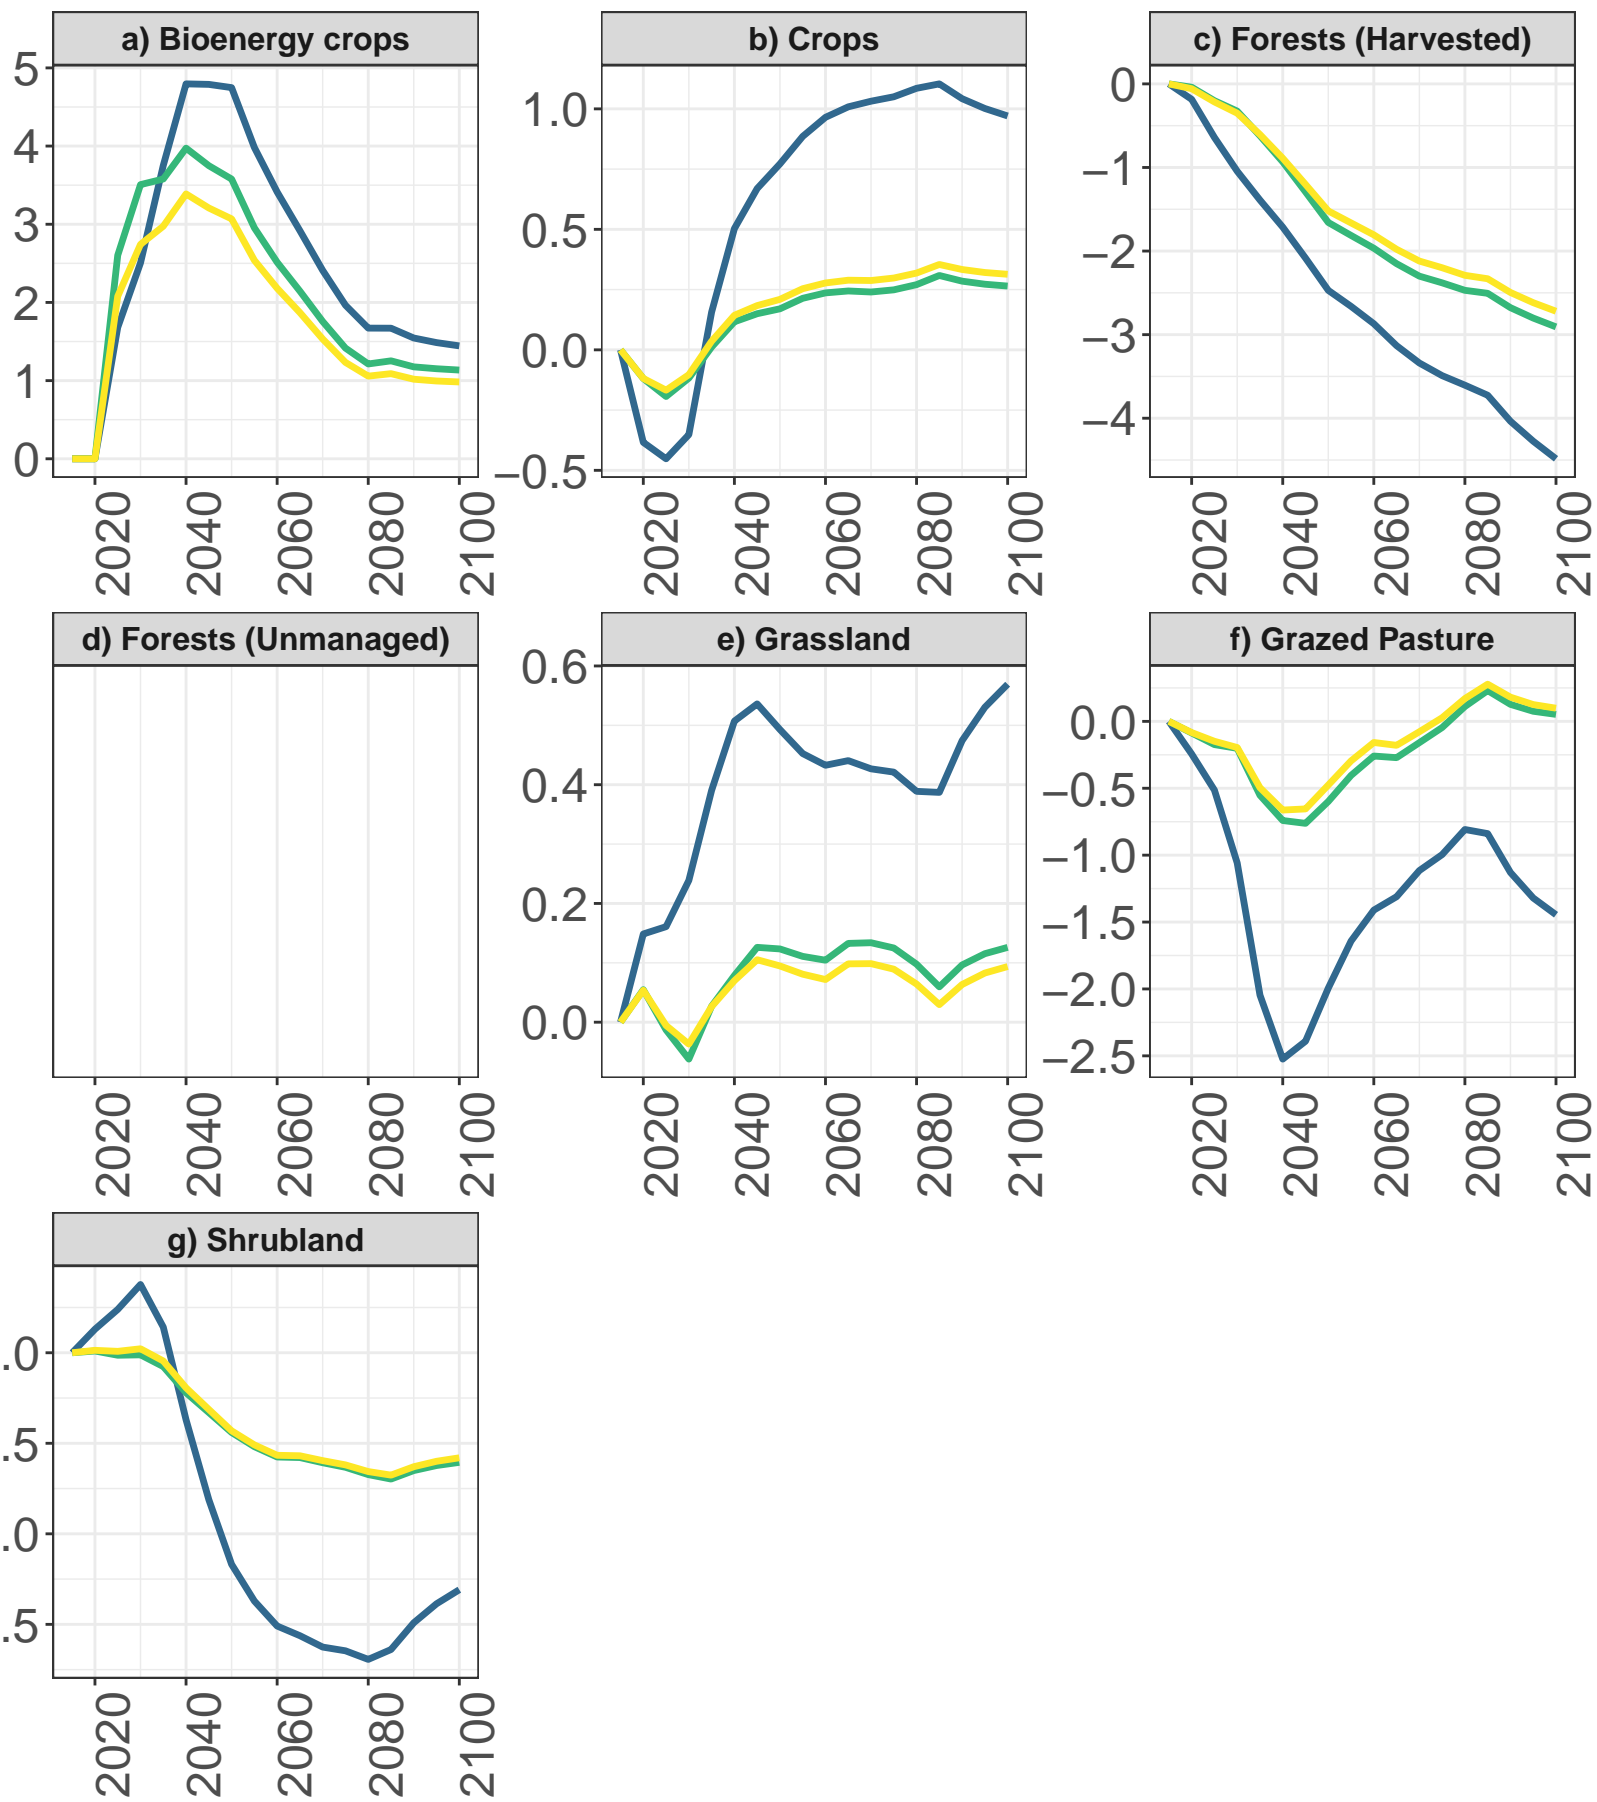 a) Bioenergy crops
5
4
3
2
1
0
2020 2040 2060 2080 2100
b) Crops
1.0
0.5
0.0
−0.5
2020 2040 2060 2080 2100
c) Forests (Harvested)
0
−1
−2
−3
−4
2020 2040 2060 2080 2100
d) Forests (Unmanaged)
2020 2040 2060 2080 2100
e) Grassland
0.6
0.4
0.2
0.0
2020 2040 2060 2080 2100
f) Grazed Pasture
0.0
−0.5
−1.0
−1.5
−2.0
−2.5
2020 2040 2060 2080 2100
g) Shrubland
.0
.5
.0
.5
2020 2040 2060 2080 2100